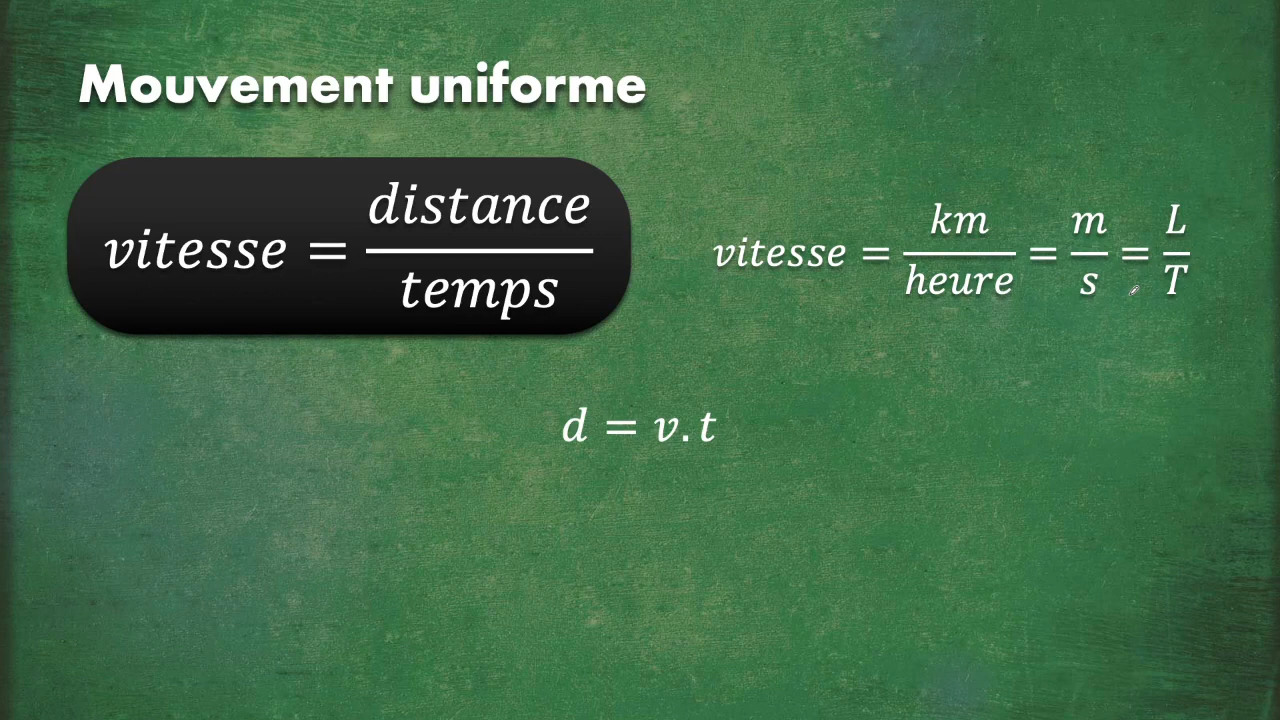 Mouvement uniforme
vitesse = distance / temps
vitesse = km / heure = m / s = L / T
d = v.t